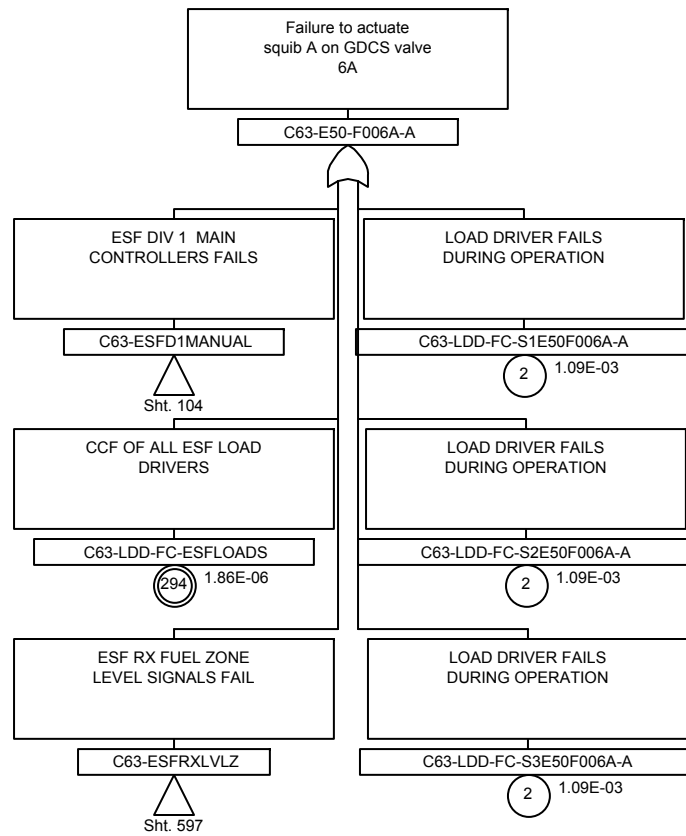 Failure to actuate
squib A on GDCS valve
6A
C63-E50-F006A-A
ESF DIV 1 MAIN
CONTROLLERS FAILS
C63-ESFD1MANUAL
Sht. 104
LOAD DRIVER FAILS
DURING OPERATION
C63-LDD-FC-S1E50F006A-A
2
1.09E-03
CCF OF ALL ESF LOAD
DRIVERS
C63-LDD-FC-ESFLOADS
294
1.86E-06
LOAD DRIVER FAILS
DURING OPERATION
C63-LDD-FC-S2E50F006A-A
2
1.09E-03
ESF RX FUEL ZONE
LEVEL SIGNALS FAIL
C63-ESFRXLVLZ
Sht. 597
LOAD DRIVER FAILS
DURING OPERATION
C63-LDD-FC-S3E50F006A-A
2
1.09E-03